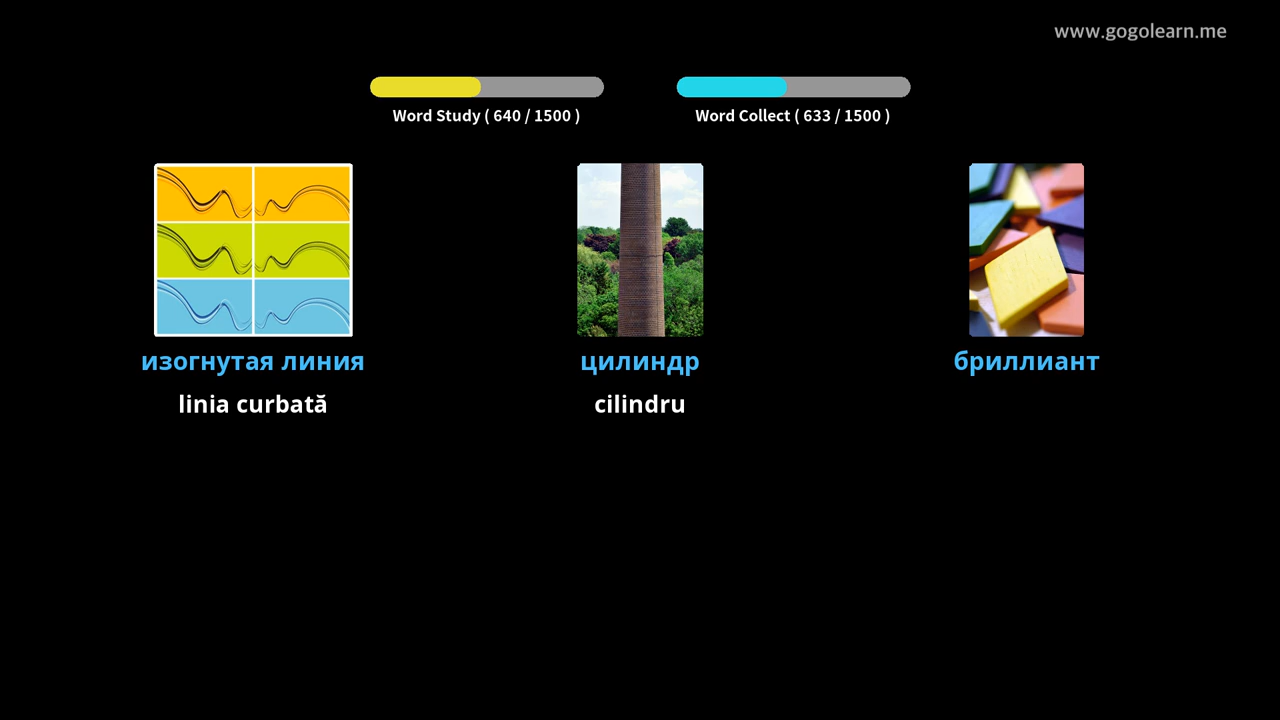 www.gogolearn.me
Word Study ( 640 / 1500 )
Word Collect ( 633 / 1500 )
изогнутая линия
цилиндр
бриллиант
linia curbată
cilindru